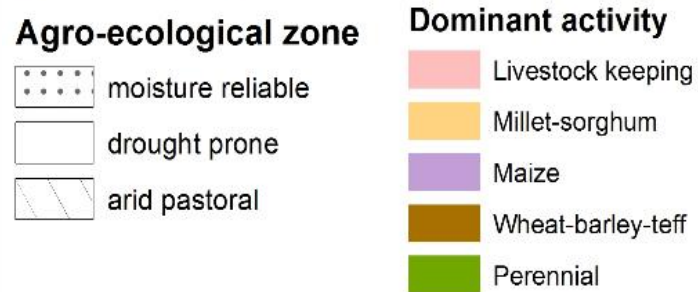 Agro-ecological zone
moisture reliable
drought prone
arid pastoral
Dominant activity
Livestock keeping
Millet-sorghum
Maize
Wheat-barley-teff
Perennial